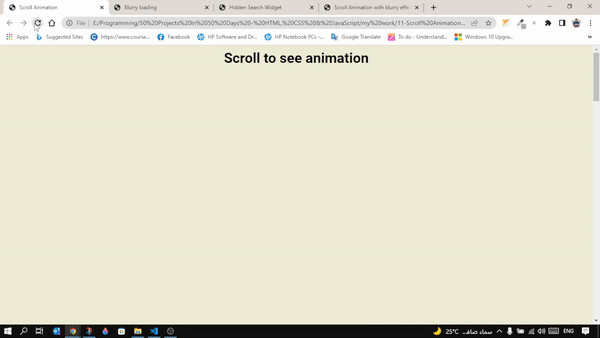 Scroll Animation
Blurry loading
Hidden Search Widget
Scroll Animation with blurry effe
File
E:/Programming/50%20Projects%20In%2050%20Days%20-%20HTML,%20CSS%20&%20JavaScript/my%20work/11-Scroll%20Animation...
Apps
Suggested Sites
https://www.course...
Facebook
HP Software and Dr...
HP Network Check
Google Translate
To do - Understand...
Windows 10 Upgra...
Scroll to see animation
25°C
سماء صافية
ENG